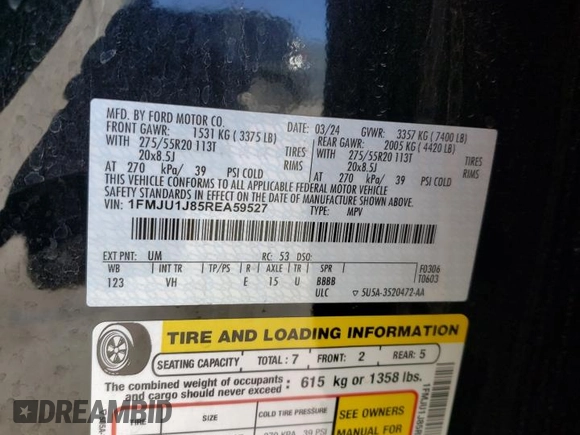 MFD. BY FORD MOTOR CO.
DATE: 03/24 GVWR: 3357 KG ( 7400 LB)
FRONT GAWR: 1531 KG ( 3375 LB) REAR GAWR: 2005 KG ( 4420 LB)
WITH 275/55R20 113T TIRES WITH 275/55R20 113T TIRES
20x8.5J RIMS 20x8.5J RIMS
AT 270 kPa/ 39 PSI COLD AT 270 kPa/ 39 PSI COLD
THIS VEHICLE CONFORMS TO ALL APPLICABLE FEDERAL MOTOR VEHICLE
SAFETY STANDARDS IN EFFECT ON THE DATE OF MANUFACTURE SHOWN ABOVE.
VIN: 1FMJU1J85REA59527 TYPE: MPV
EXT PNT: UM RC: 53 DSO:
WB INT TR TP/PS R AXLE TR SPR F0306
123 VH E 15 U BBBB T0603
ULC ▽ 5U5A-3520472-AA
TIRE AND LOADING INFORMATION
SEATING CAPACITY TOTAL: 7 FRONT: 2 REAR: 5
The combined weight of occupants and cargo should never exceed: 615 kg or 1358 lbs.
TIRE SIZE COLD TIRE PRESSURE
SEE OWNERS
MANUAL FOR
270 KPA, 39 PSI
DREAMBID